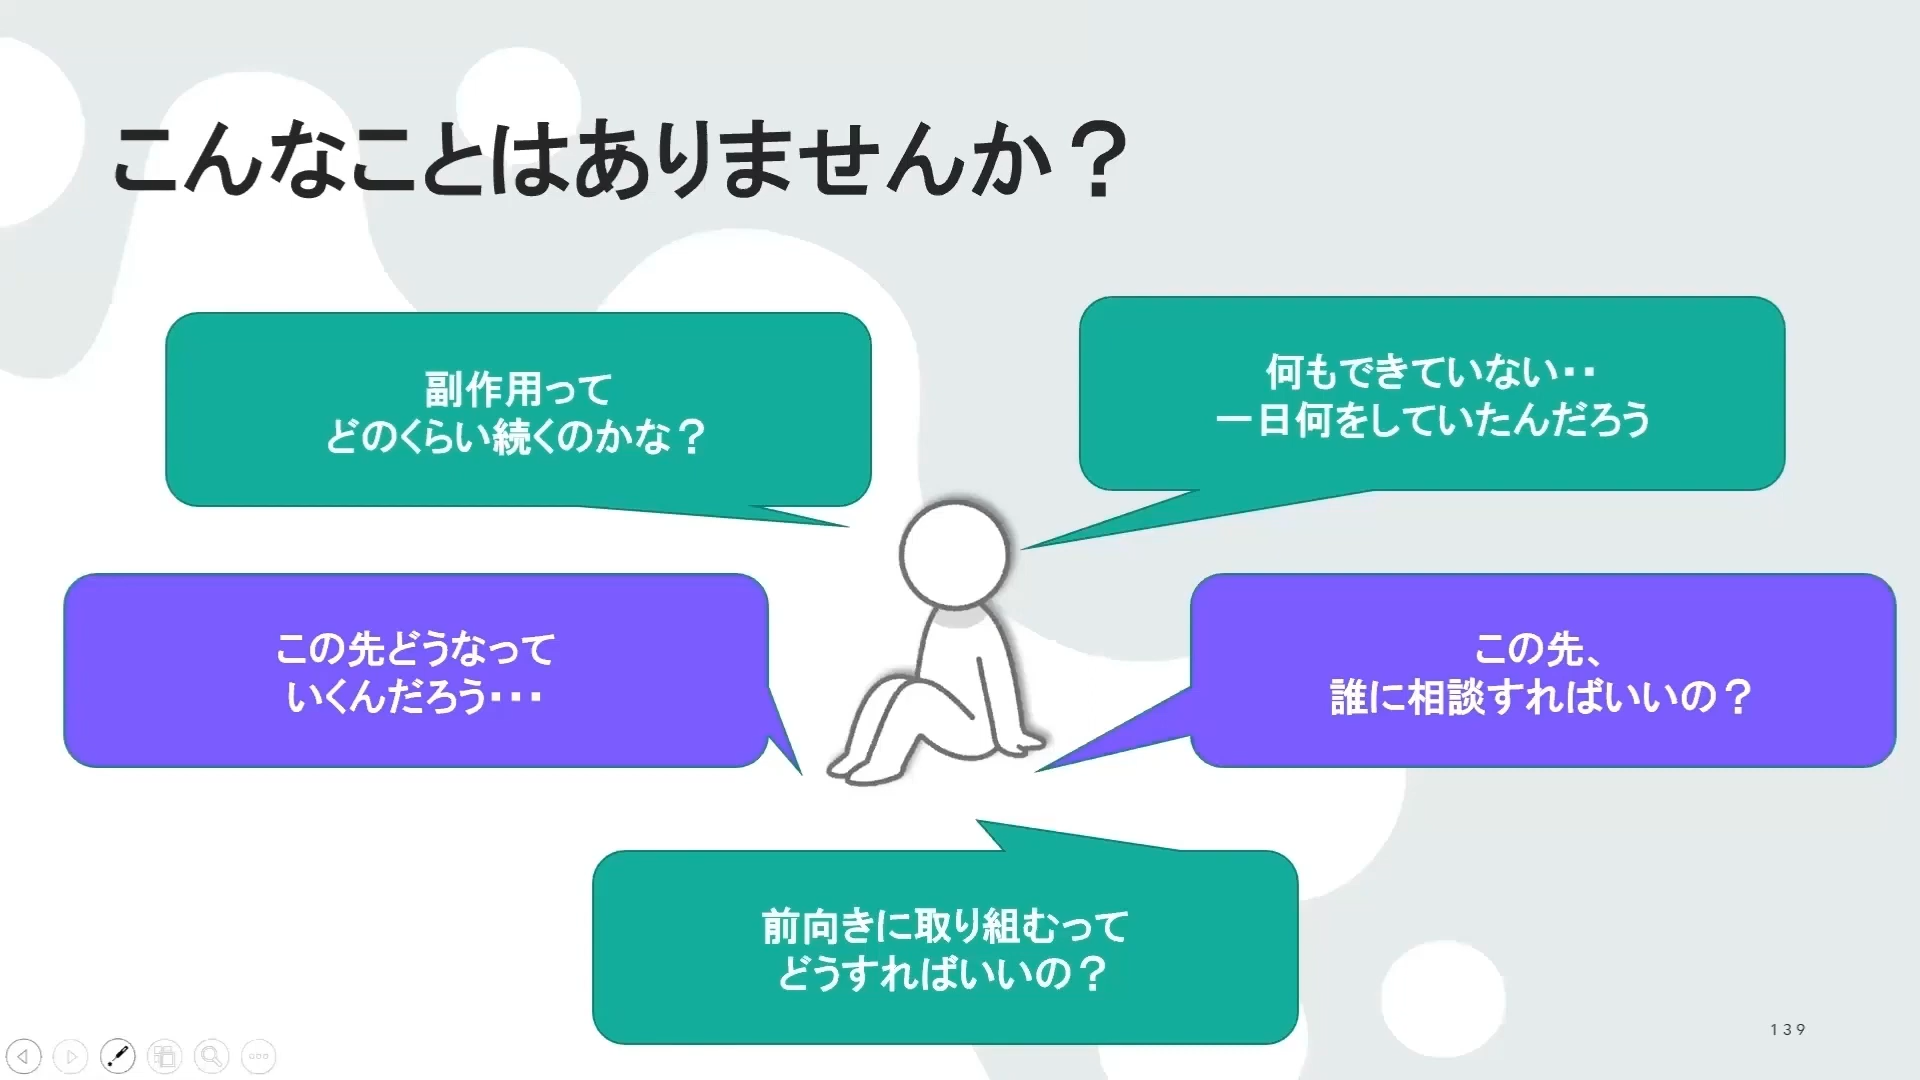 こんなことはありませんか？
副作用って
どのくらい続くのかな？
何もできていない・・
一日何をしていたんだろう
この先どうなって
いくんだろう・・・
この先、
誰に相談すればいいの？
前向きに取り組むって
どうすればいいの？
139